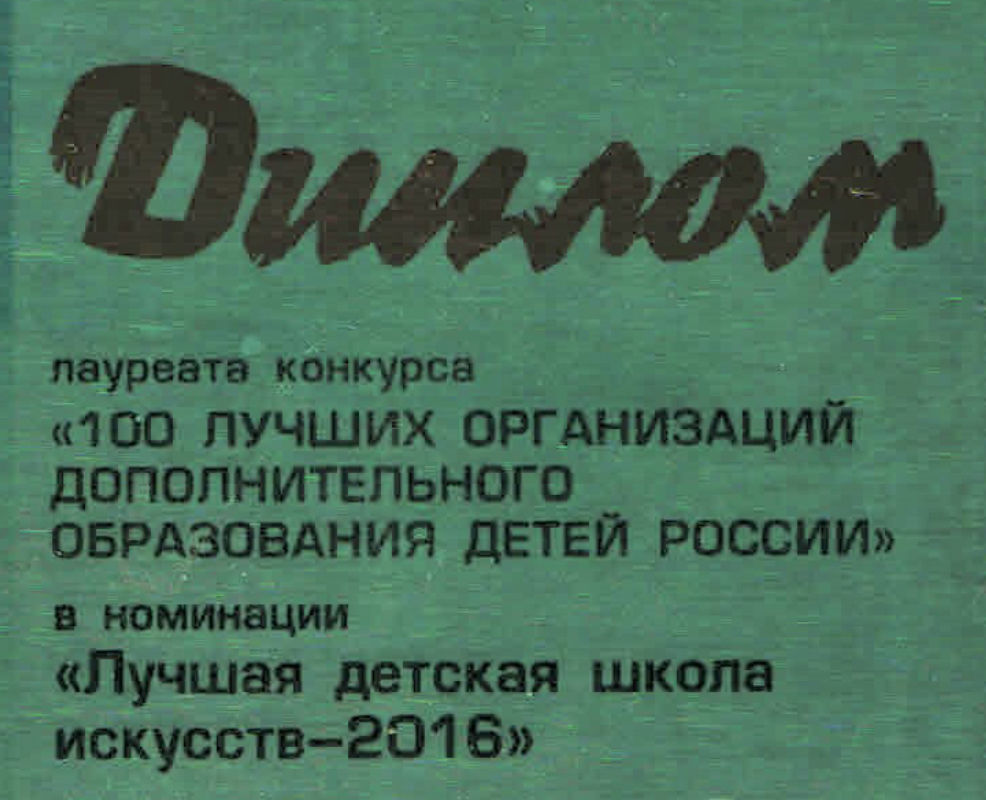 Диплом
лауреата конкурса
«100 ЛУЧШИХ ОРГАНИЗАЦИЙ
ДОПОЛНИТЕЛЬНОГО
ОБРАЗОВАНИЯ ДЕТЕЙ РОССИИ»
в номинации
«Лучшая детская школа
искусств–2016»